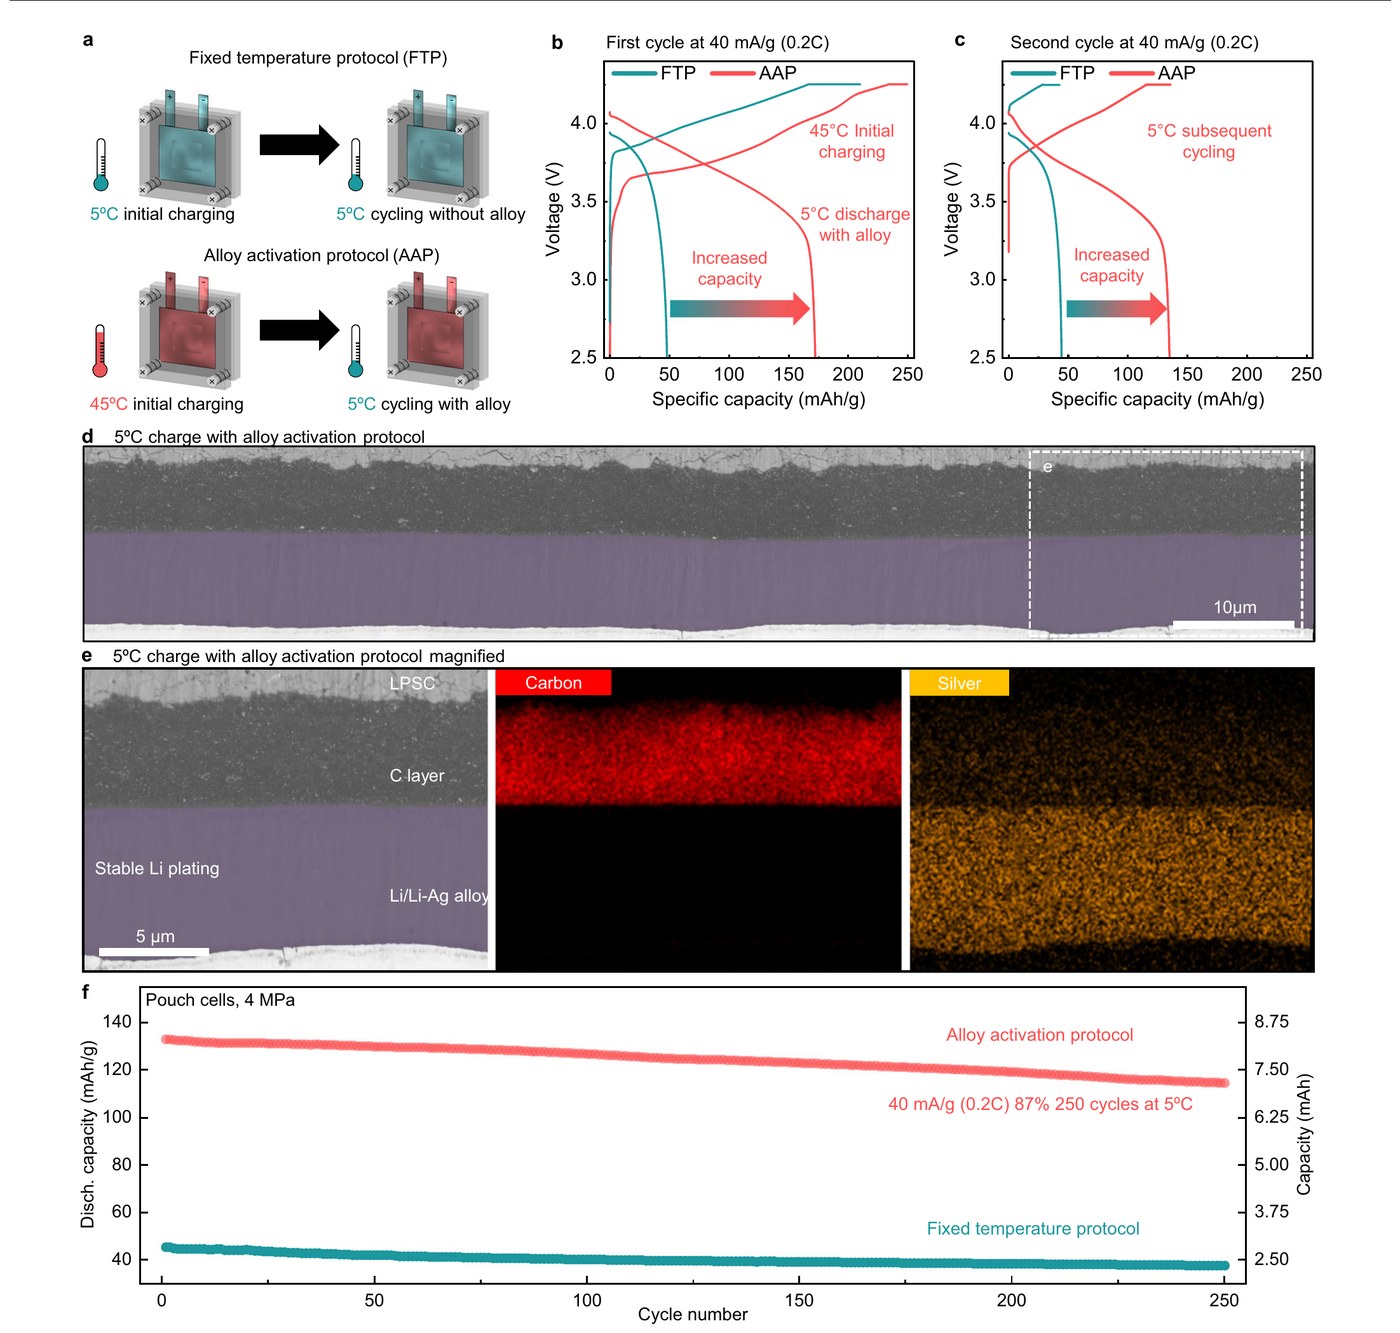 a
Fixed temperature protocol (FTP)
5ºC initial charging
5ºC cycling without alloy
Alloy activation protocol (AAP)
45ºC initial charging
5ºC cycling with alloy
b
First cycle at 40 mA/g (0.2C)
FTP
AAP
45°C Initial
charging
5°C discharge
with alloy
Increased
capacity
Voltage (V)
4.0
3.5
3.0
2.5
0 50 100 150 200 250
Specific capacity (mAh/g)
c
Second cycle at 40 mA/g (0.2C)
FTP
AAP
5°C subsequent
cycling
Increased
capacity
Voltage (V)
4.0
3.5
3.0
2.5
0 50 100 150 200 250
Specific capacity (mAh/g)
d
5ºC charge with alloy activation protocol
e
10µm
e
5ºC charge with alloy activation protocol magnified
LPSC
C layer
Stable Li plating
Li/Li-Ag alloy
5 µm
Carbon
Silver
f
Pouch cells, 4 MPa
Alloy activation protocol
40 mA/g (0.2C) 87% 250 cycles at 5ºC
Fixed temperature protocol
Disch. capacity (mAh/g)
140
120
100
80
60
40
8.75
7.50
6.25
5.00
3.75
2.50
Capacity (mAh)
0 50 100 150 200 250
Cycle number